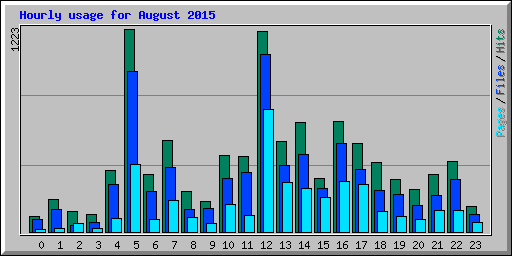 Hourly usage for August 2015
1223
Pages/Files/Hits
0 1 2 3 4 5 6 7 8 9 10 11 12 13 14 15 16 17 18 19 20 21 22 23